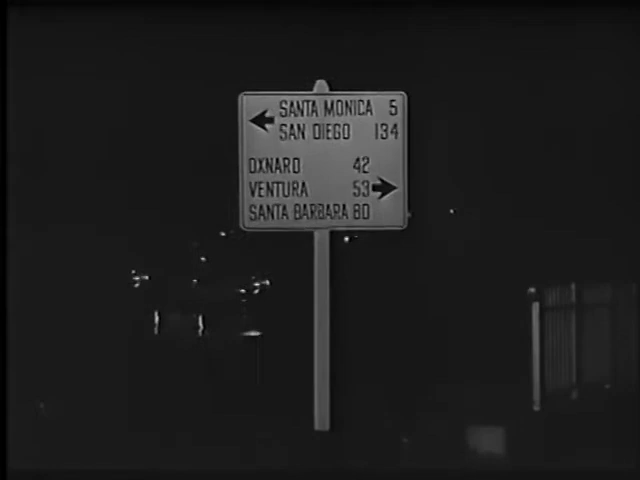 SANTA MONICA 5
SAN DIEGO 134
OXNARD 42
VENTURA 53
SANTA BARBARA 80